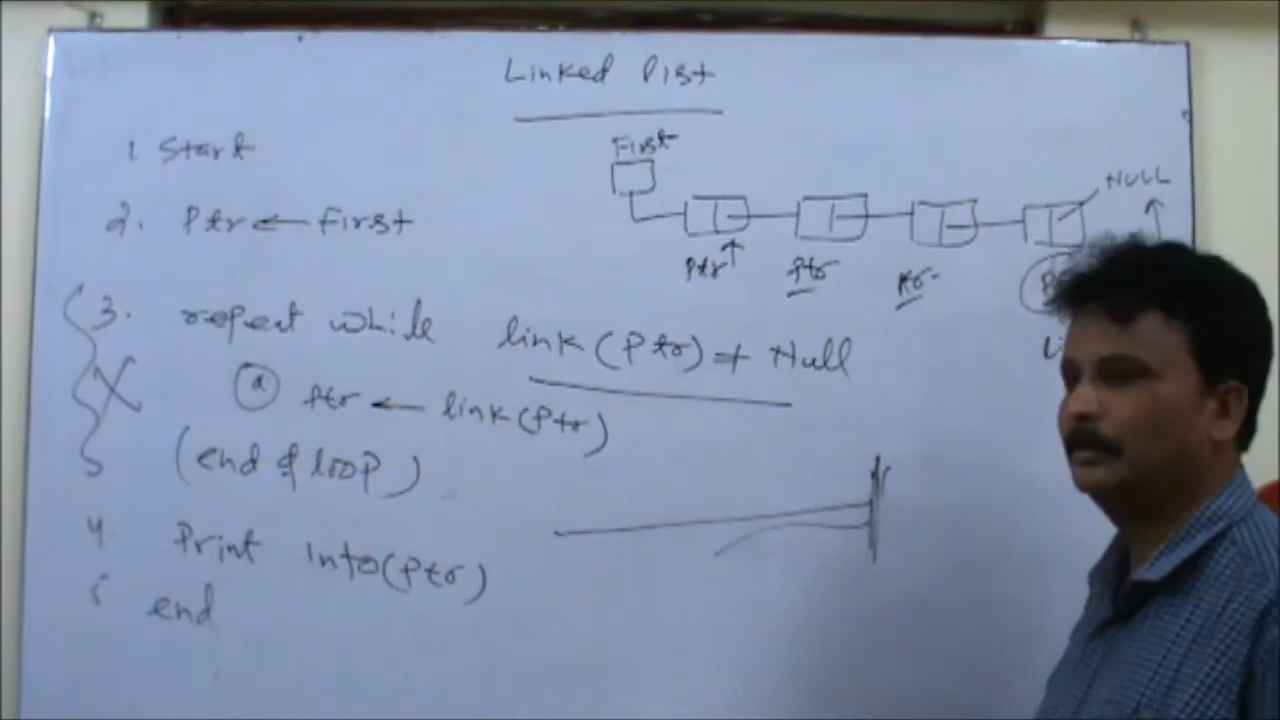 Linked List
1. Start
2. Ptr ← First
3. repeat while link(Ptr) ≠ Null
(a) ptr ← link(Ptr)
(end of loop)
4 Print Info(Ptr)
end
First
NULL
Ptr Ptr Ptr